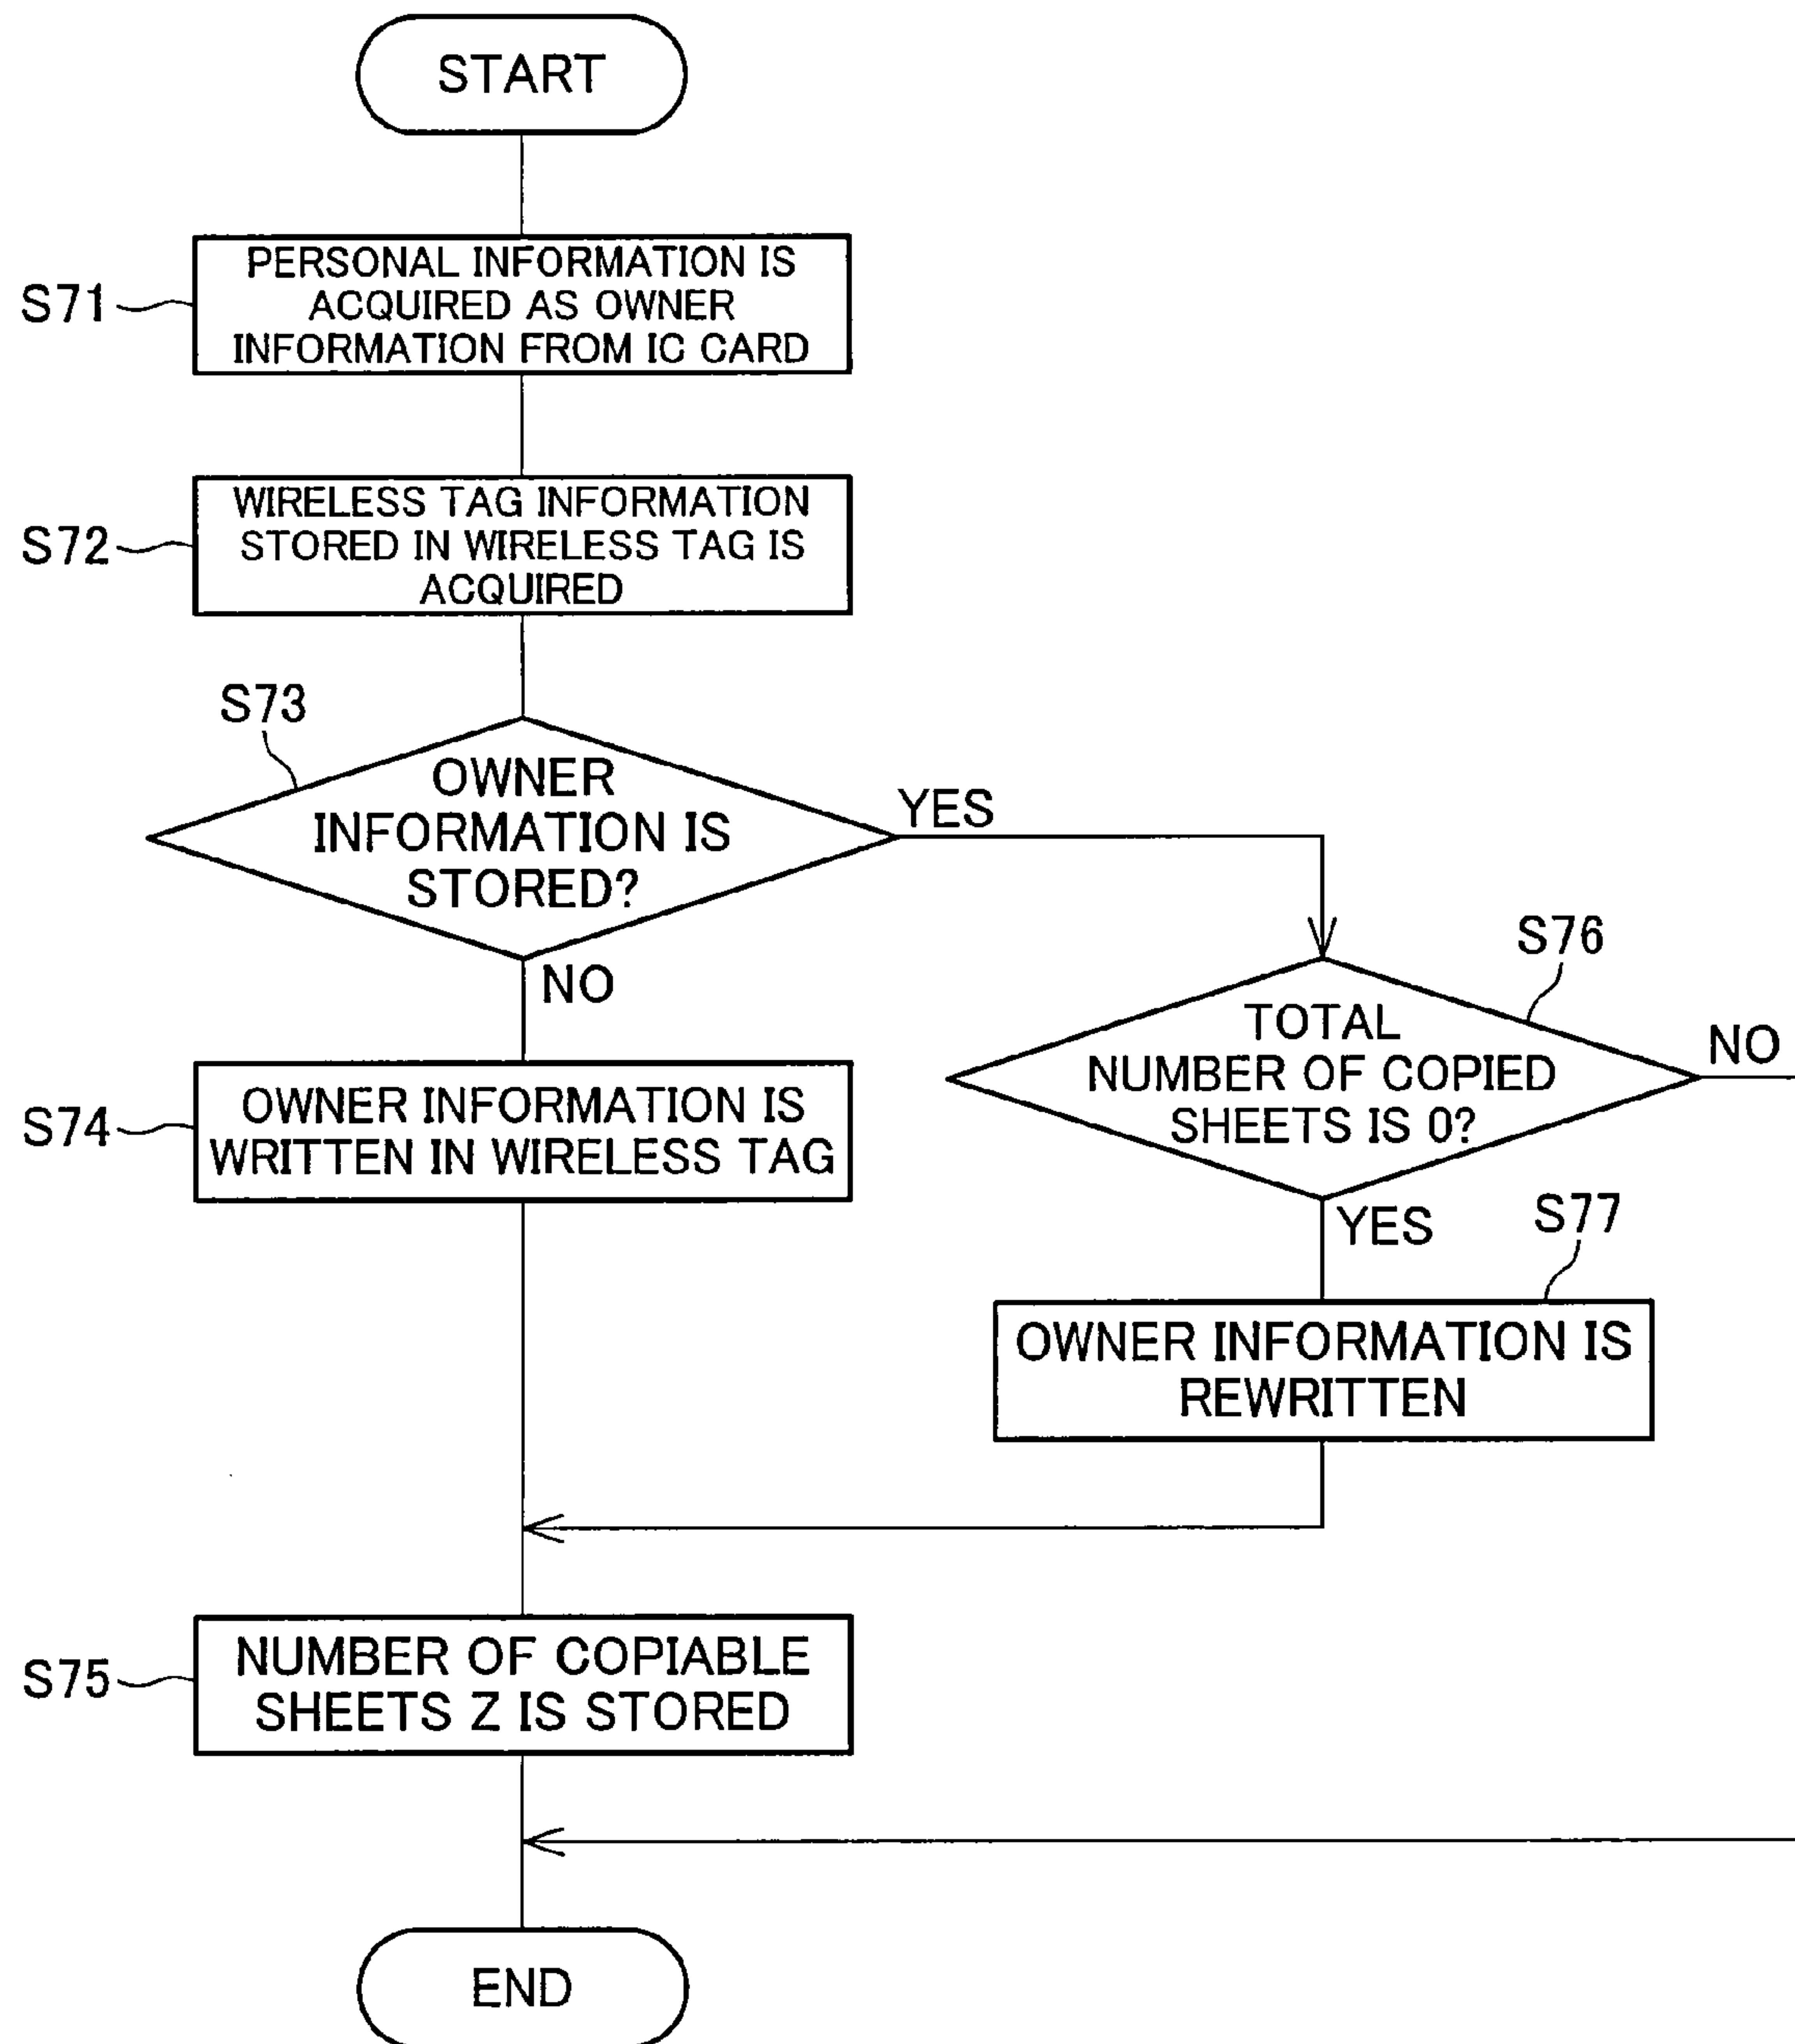 START
S71
PERSONAL INFORMATION IS
ACQUIRED AS OWNER
INFORMATION FROM IC CARD
S72
WIRELESS TAG INFORMATION
STORED IN WIRELESS TAG IS
ACQUIRED
S73
OWNER
INFORMATION IS
STORED?
YES
NO
S74
OWNER INFORMATION IS
WRITTEN IN WIRELESS TAG
S76
TOTAL
NUMBER OF COPIED
SHEETS IS 0?
NO
YES
S77
OWNER INFORMATION IS
REWRITTEN
S75
NUMBER OF COPIABLE
SHEETS Z IS STORED
END